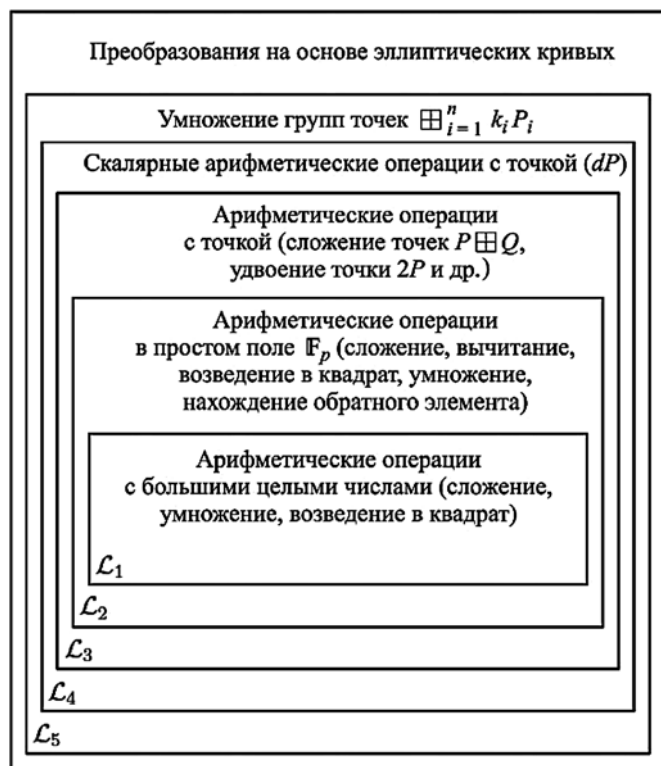 Преобразования на основе эллиптических кривых
Умножение групп точек ⊞ⁿᵢ₌₁ kᵢPᵢ
Скалярные арифметические операции с точкой (dP)
Арифметические операции
с точкой (сложение точек P⊞Q,
удвоение точки 2P и др.)
Арифметические операции
в простом поле 𝔽ₚ (сложение, вычитание,
возведение в квадрат, умножение,
нахождение обратного элемента)
Арифметические операции
с большими целыми числами (сложение,
умножение, возведение в квадрат)
ℒ₁
ℒ₂
ℒ₃
ℒ₄
ℒ₅